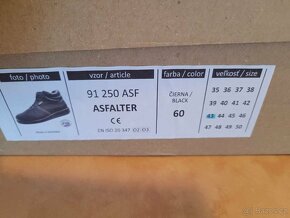 foto / photo
vzor / article
farba / color
veľkosť / size
91 250 ASF
ASFALTER
CE
EN ISO 20 347 O2 O3
ČIERNA /
BLACK
60
35 36 37 38
39 40 41 42
43 44 45 46
47 48 49 50